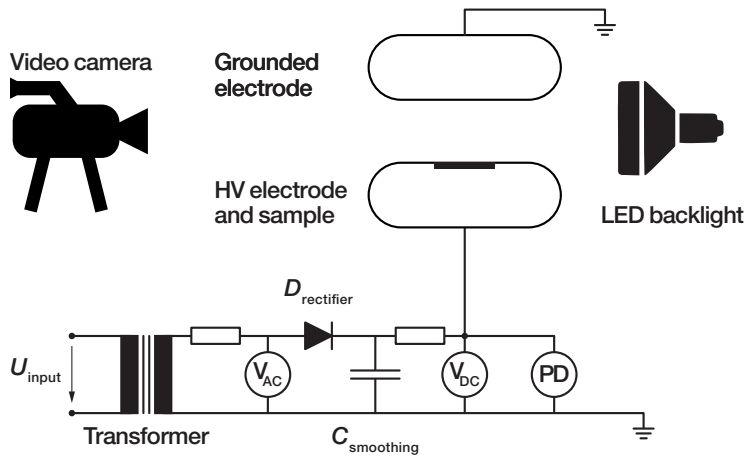 Video camera
Grounded
electrode
HV electrode
and sample
LED backlight
D rectifier
U input
V AC
V DC
PD
Transformer
C smoothing